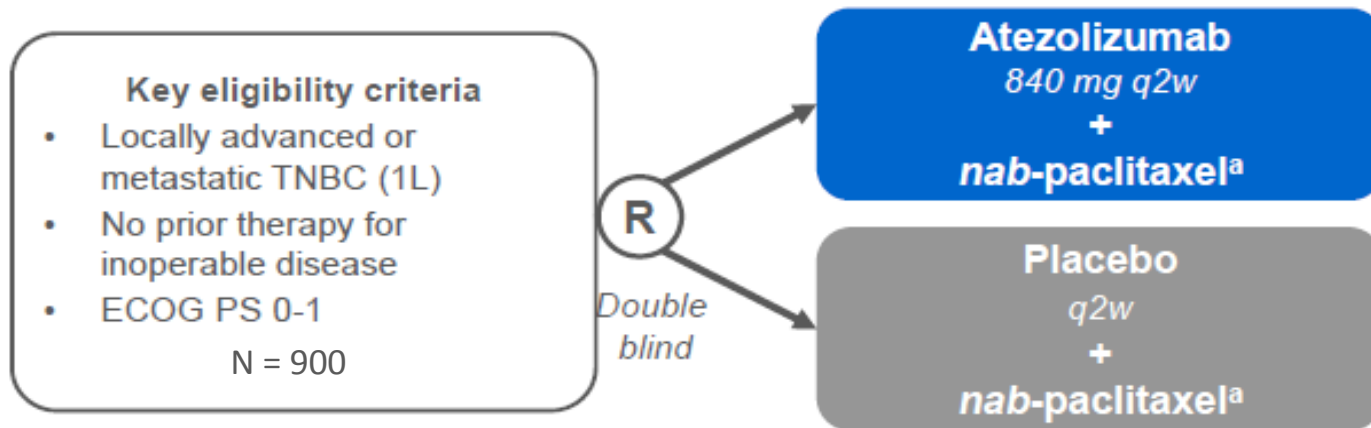 Key eligibility criteria
• Locally advanced or
metastatic TNBC (1L)
• No prior therapy for
inoperable disease
• ECOG PS 0-1
N = 900
R
Double
blind
Atezolizumab
840 mg q2w
+
nab-paclitaxelᵃ
Placebo
q2w
+
nab-paclitaxelᵃ